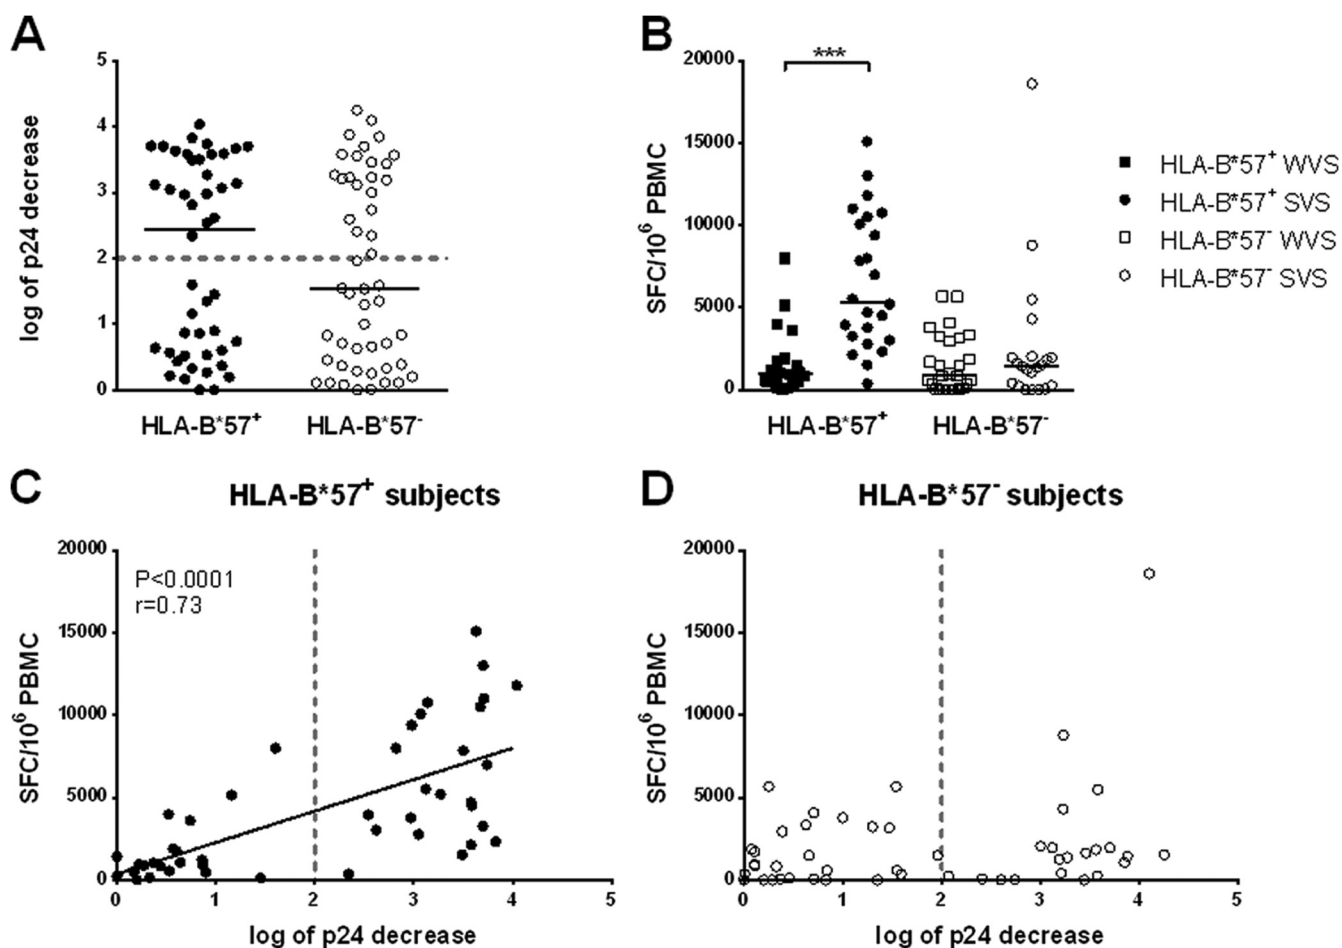 A
5
4
3
2
1
0
log of p24 decrease
HLA-B*57⁺
HLA-B*57⁻
B
20000
15000
10000
5000
0
SFC/10⁶ PBMC
***
HLA-B*57⁺
HLA-B*57⁻
HLA-B*57⁺ WVS
HLA-B*57⁺ SVS
HLA-B*57⁻ WVS
HLA-B*57⁻ SVS
C
HLA-B*57⁺ subjects
20000
15000
10000
5000
0
SFC/10⁶ PBMC
P<0.0001
r=0.73
0 1 2 3 4 5
log of p24 decrease
D
HLA-B*57⁻ subjects
20000
15000
10000
5000
0
SFC/10⁶ PBMC
0 1 2 3 4 5
log of p24 decrease